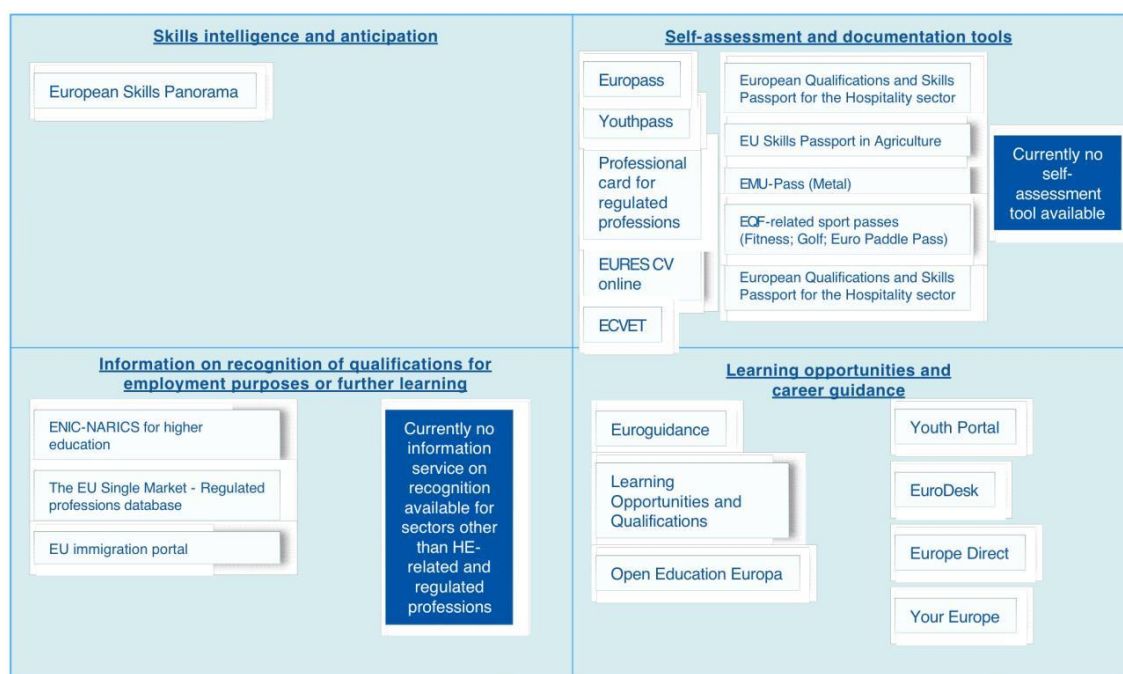 Skills intelligence and anticipation
European Skills Panorama
Self-assessment and documentation tools
Europass
Youthpass
Professional
card for
regulated
professions
EURES CV
online
ECVET
European Qualifications and Skills
Passport for the Hospitality sector
EU Skills Passport in Agriculture
EMU-Pass (Metal)
EQF-related sport passes
(Fitness; Golf; Euro Paddle Pass)
European Qualifications and Skills
Passport for the Hospitality sector
Currently no
self-
assessment
tool available
Information on recognition of qualifications for
employment purposes or further learning
ENIC-NARICS for higher
education
The EU Single Market - Regulated
professions database
EU immigration portal
Currently no
information
service on
recognition
available for
sectors other
than HE-
related and
regulated
professions
Learning opportunities and
career guidance
Euroguidance
Learning
Opportunities and
Qualifications
Open Education Europa
Youth Portal
EuroDesk
Europe Direct
Your Europe